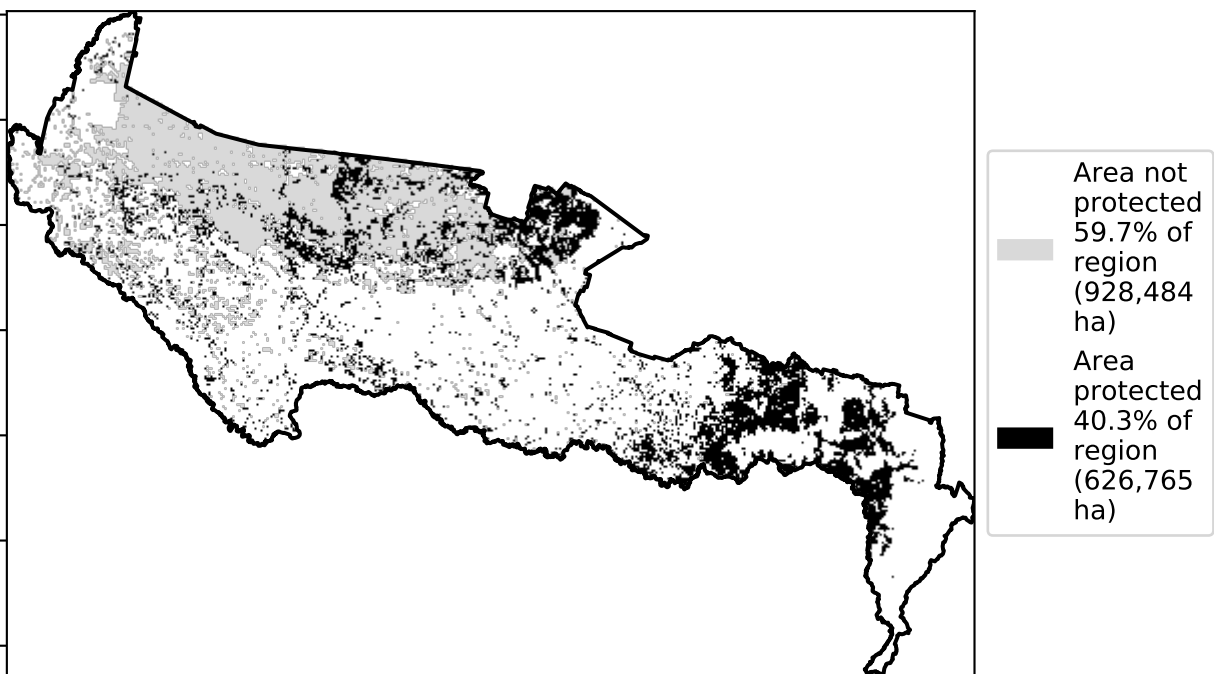 Area not
protected
59.7% of
region
(928,484
ha)
Area
protected
40.3% of
region
(626,765
ha)